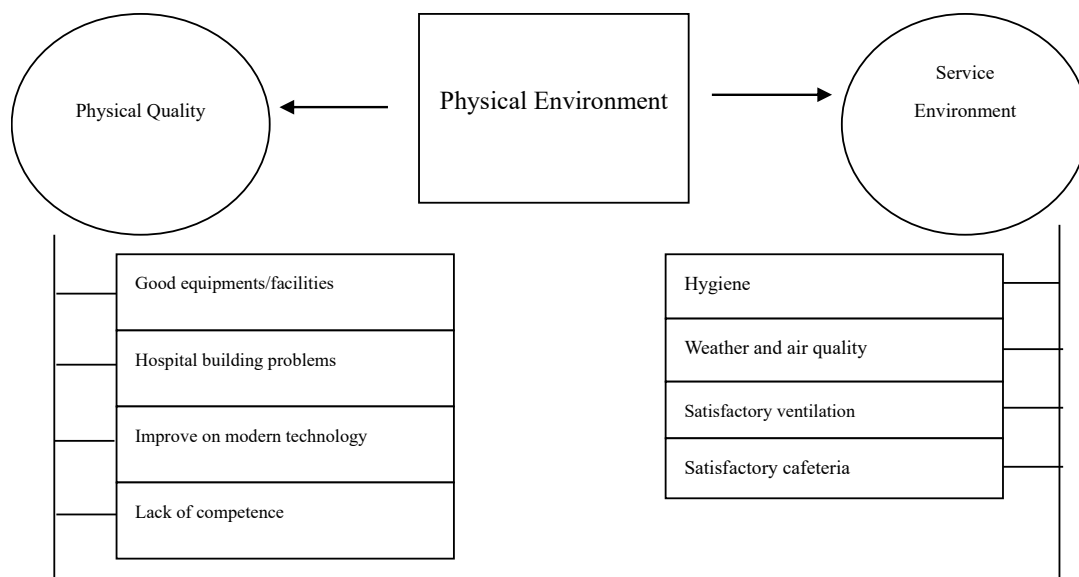 Physical Quality
Physical Environment
Service
Environment
Good equipments/facilities
Hospital building problems
Improve on modern technology
Lack of competence
Hygiene
Weather and air quality
Satisfactory ventilation
Satisfactory cafeteria